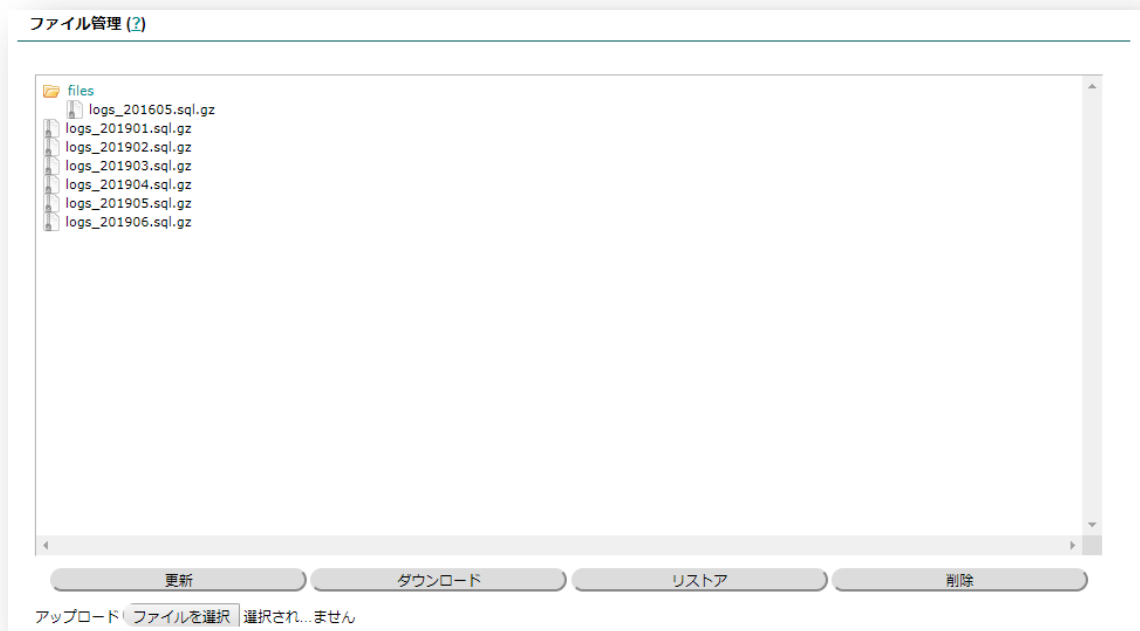 ファイル管理 (?)
files
logs_201605.sql.gz
logs_201901.sql.gz
logs_201902.sql.gz
logs_201903.sql.gz
logs_201904.sql.gz
logs_201905.sql.gz
logs_201906.sql.gz
更新 ダウンロード リストア 削除
アップロード ファイルを選択 選択され...ません